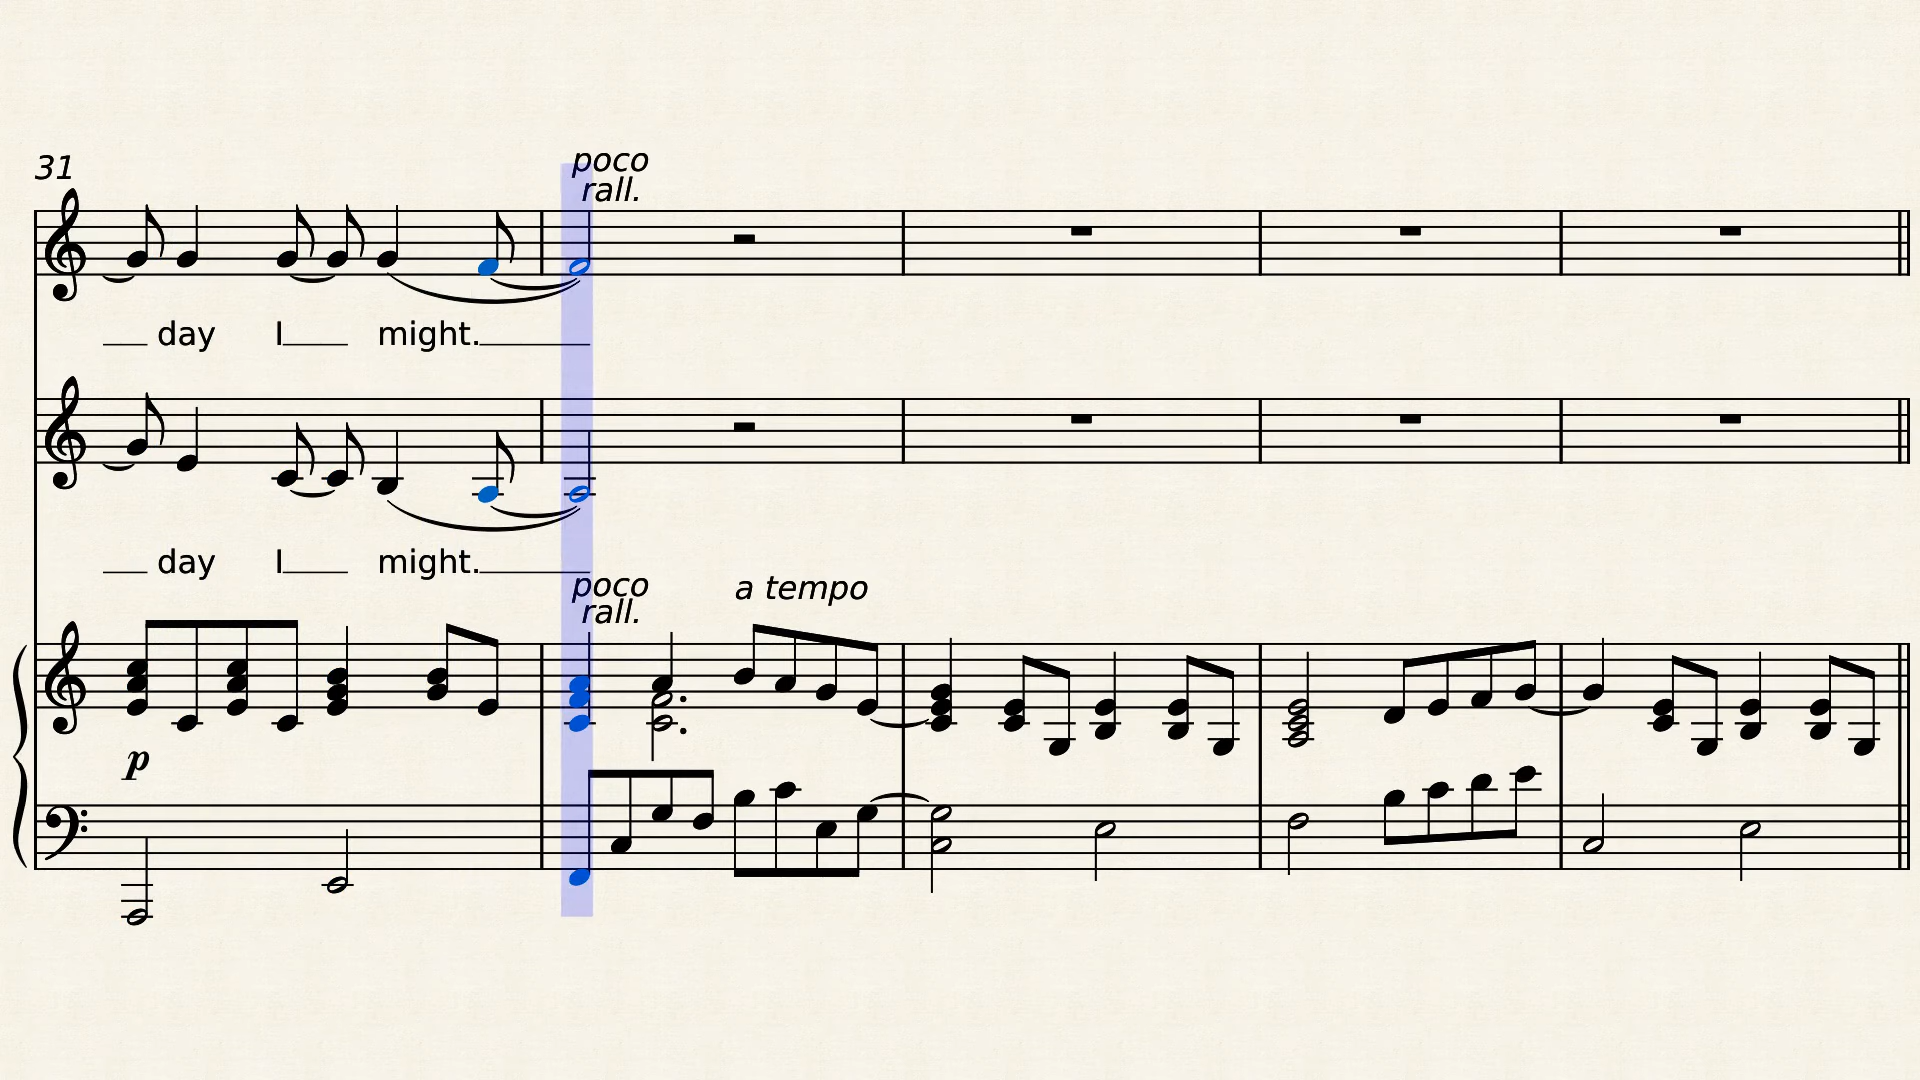 31
poco
rall.
day I might.
day I might.
poco
rall.
a tempo
p